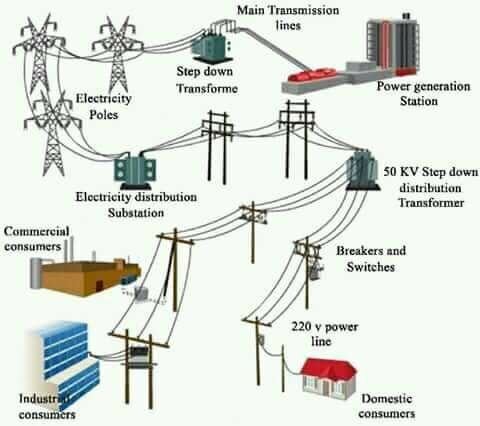 Main Transmission
lines
Step down
Transforme
Power generation
Station
Electricity
Poles
Electricity distribution
Substation
50 KV Step down
distribution
Transformer
Commercial
consumers
Breakers and
Switches
220 v power
line
Industrial
consumers
Domestic
consumers